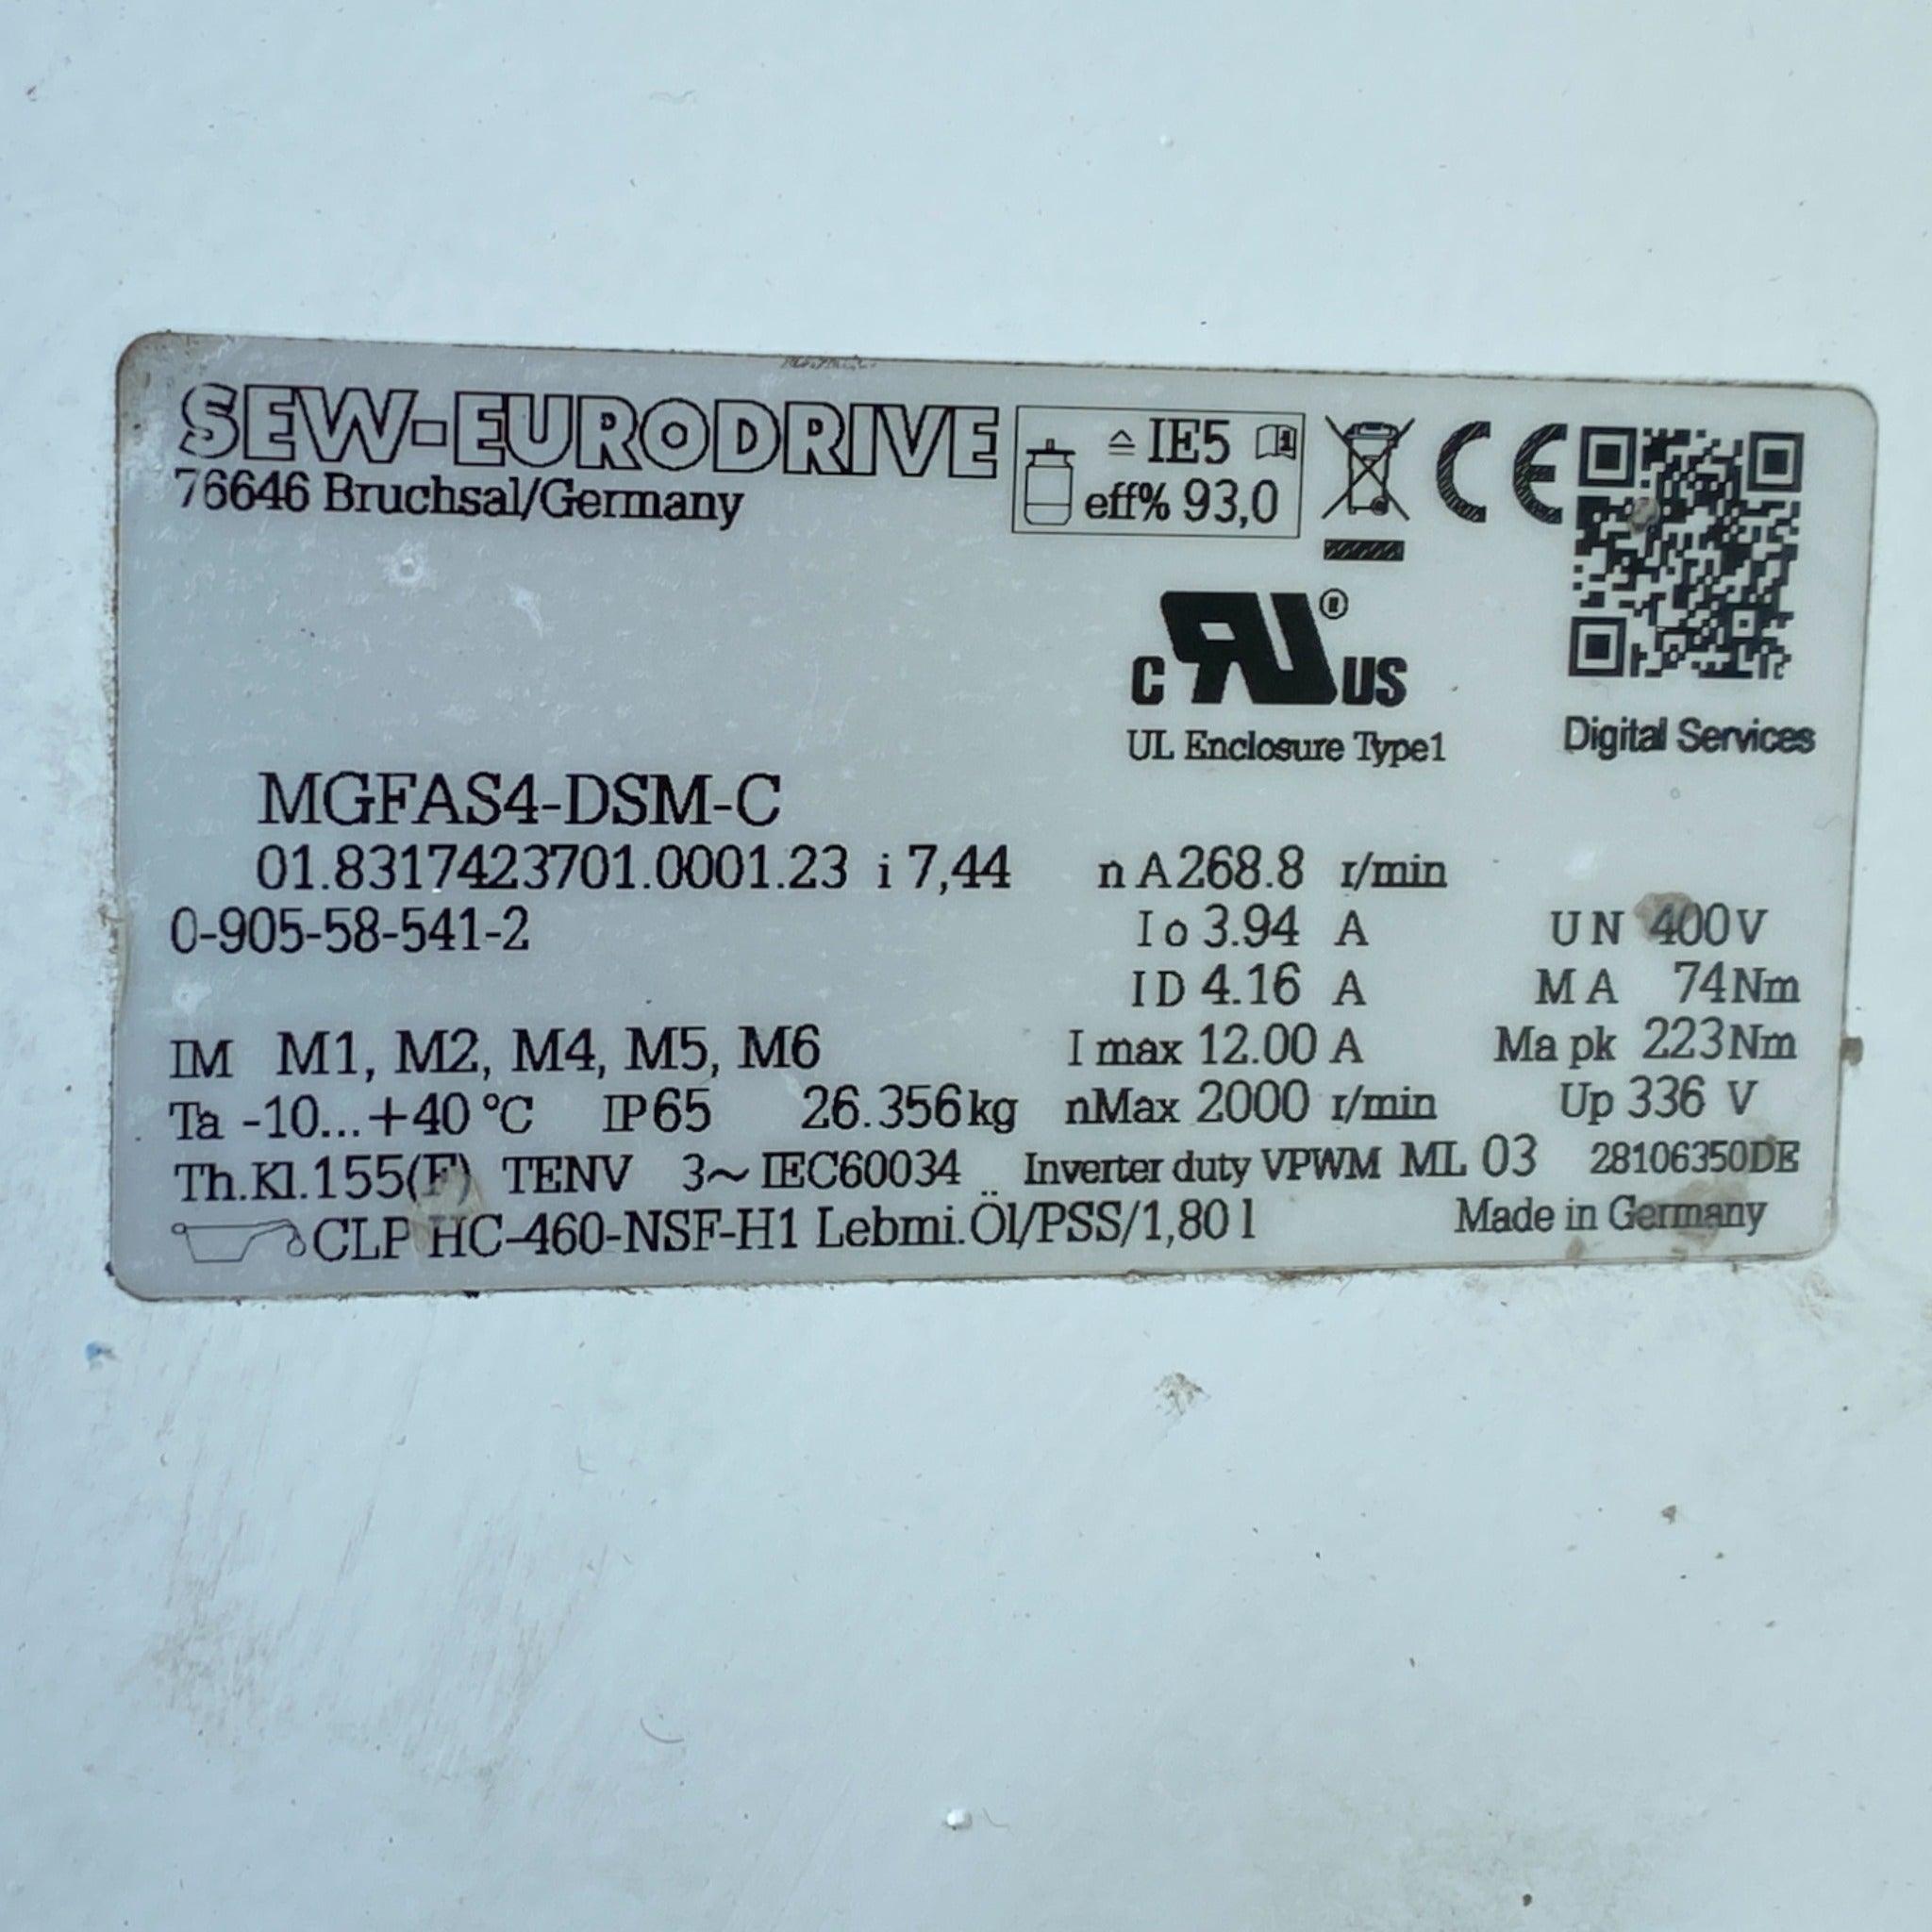 SEW-EURODRIVE
76646 Bruchsal/Germany
≙ IE5
eff% 93,0
CE
c RU US ®
UL Enclosure Type1
Digital Services
MGFAS4-DSM-C
01.8317423701.0001.23 i 7,44 n A 268.8 r/min
0-905-58-541-2 Io 3.94 A UN 400V
ID 4.16 A MA 74Nm
IM M1, M2, M4, M5, M6 I max 12.00 A Ma pk 223Nm
Ta -10...+40 °C IP65 26.356kg nMax 2000 r/min Up 336 V
Th.Kl.155(F) TENV 3~ IEC60034 Inverter duty VPWM ML 03 28106350DE
CLP HC-460-NSF-H1 Lebmi.Öl/PSS/1,80 l Made in Germany